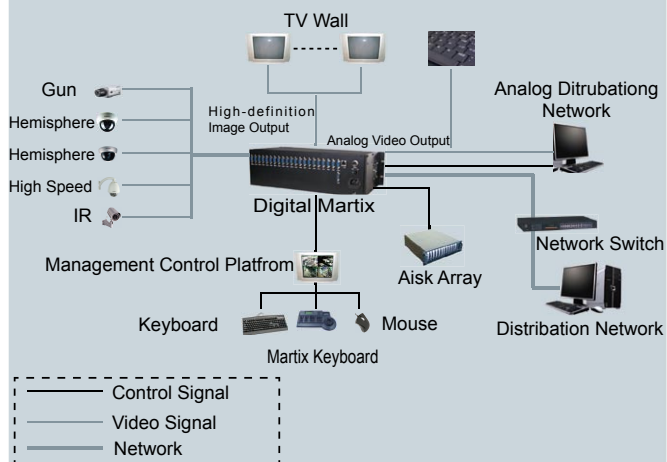 TV Wall
Gun
Hemisphere
Hemisphere
High Speed
IR
High-definition
Image Output
Analog Video Output
Analog Ditrubationg
Network
Digital Martix
Network Switch
Management Control Platfrom
Aisk Array
Keyboard
Mouse
Distribation Network
Martix Keyboard
Control Signal
Video Signal
Network